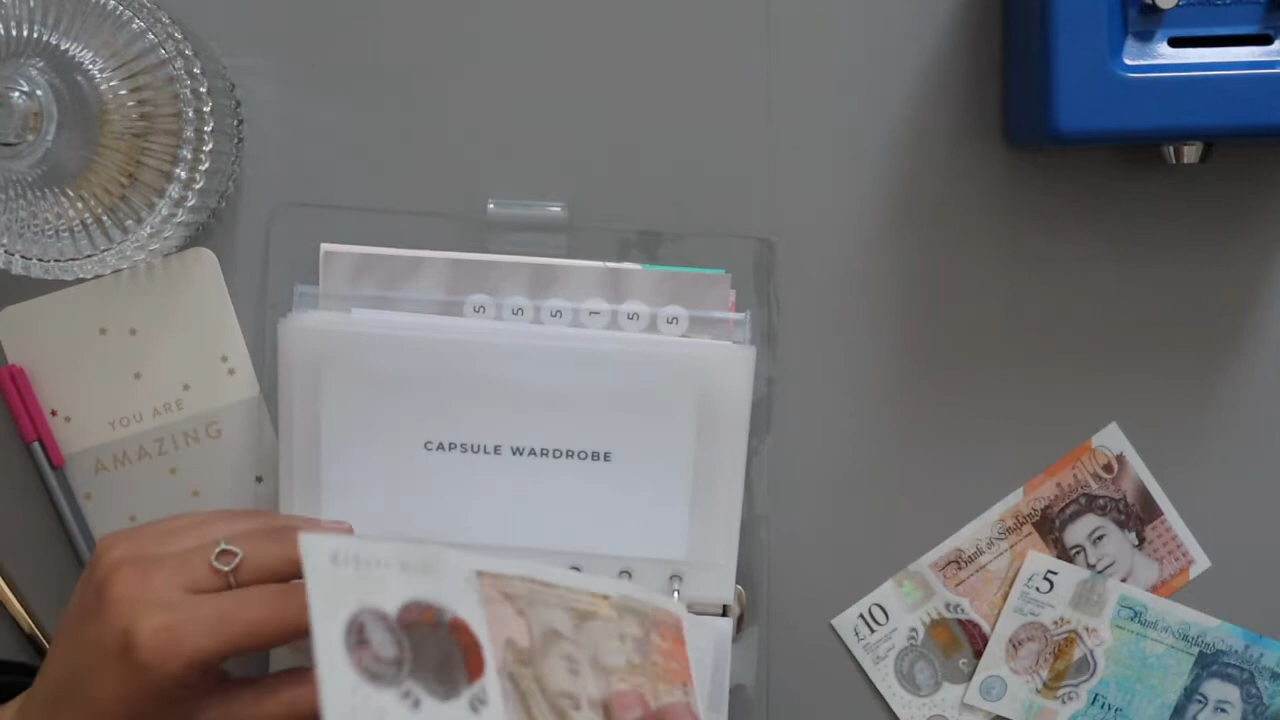 5 5 5 1 5 5
CAPSULE WARDROBE
YOU ARE
AMAZING
10
Bank of England
£10
£5
Bank of England
Five